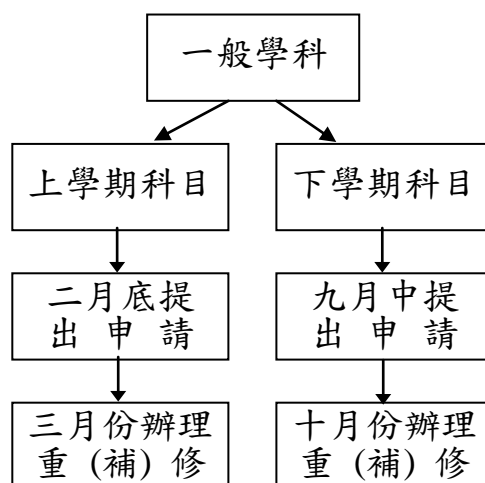 一般學科
上學期科目
下學期科目
二月底提
出申請
九月中提
出申請
三月份辦理
重(補)修
十月份辦理
重(補)修